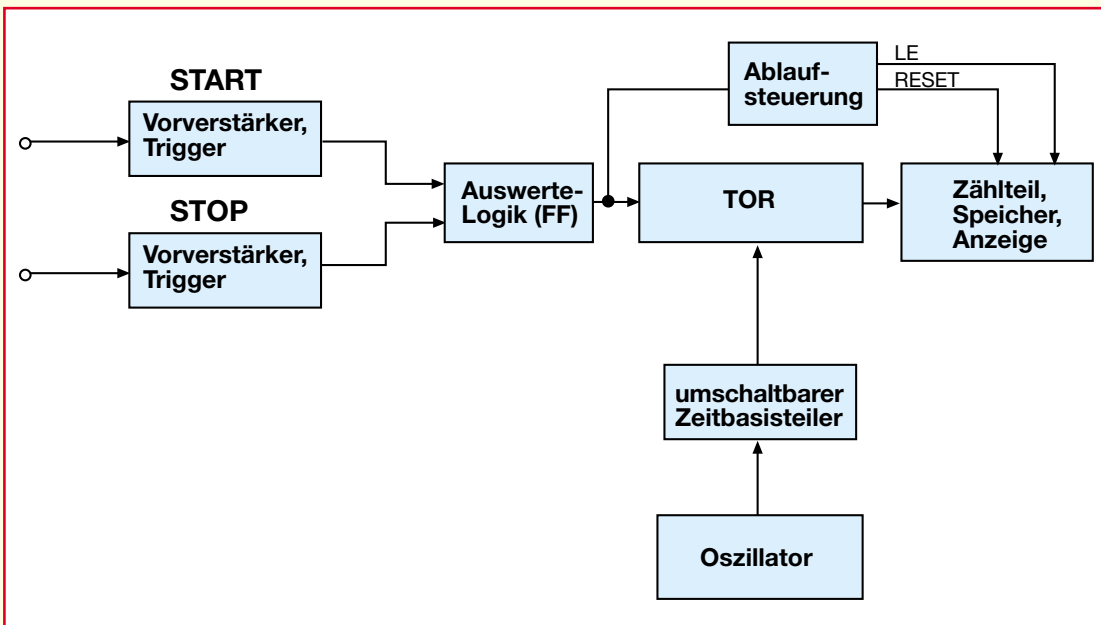 START
Vorverstärker,
Trigger
STOP
Vorverstärker,
Trigger
Auswerte-
Logik (FF)
Ablauf-
steuerung
LE
RESET
TOR
Zählteil,
Speicher,
Anzeige
umschaltbarer
Zeitbasisteiler
Oszillator